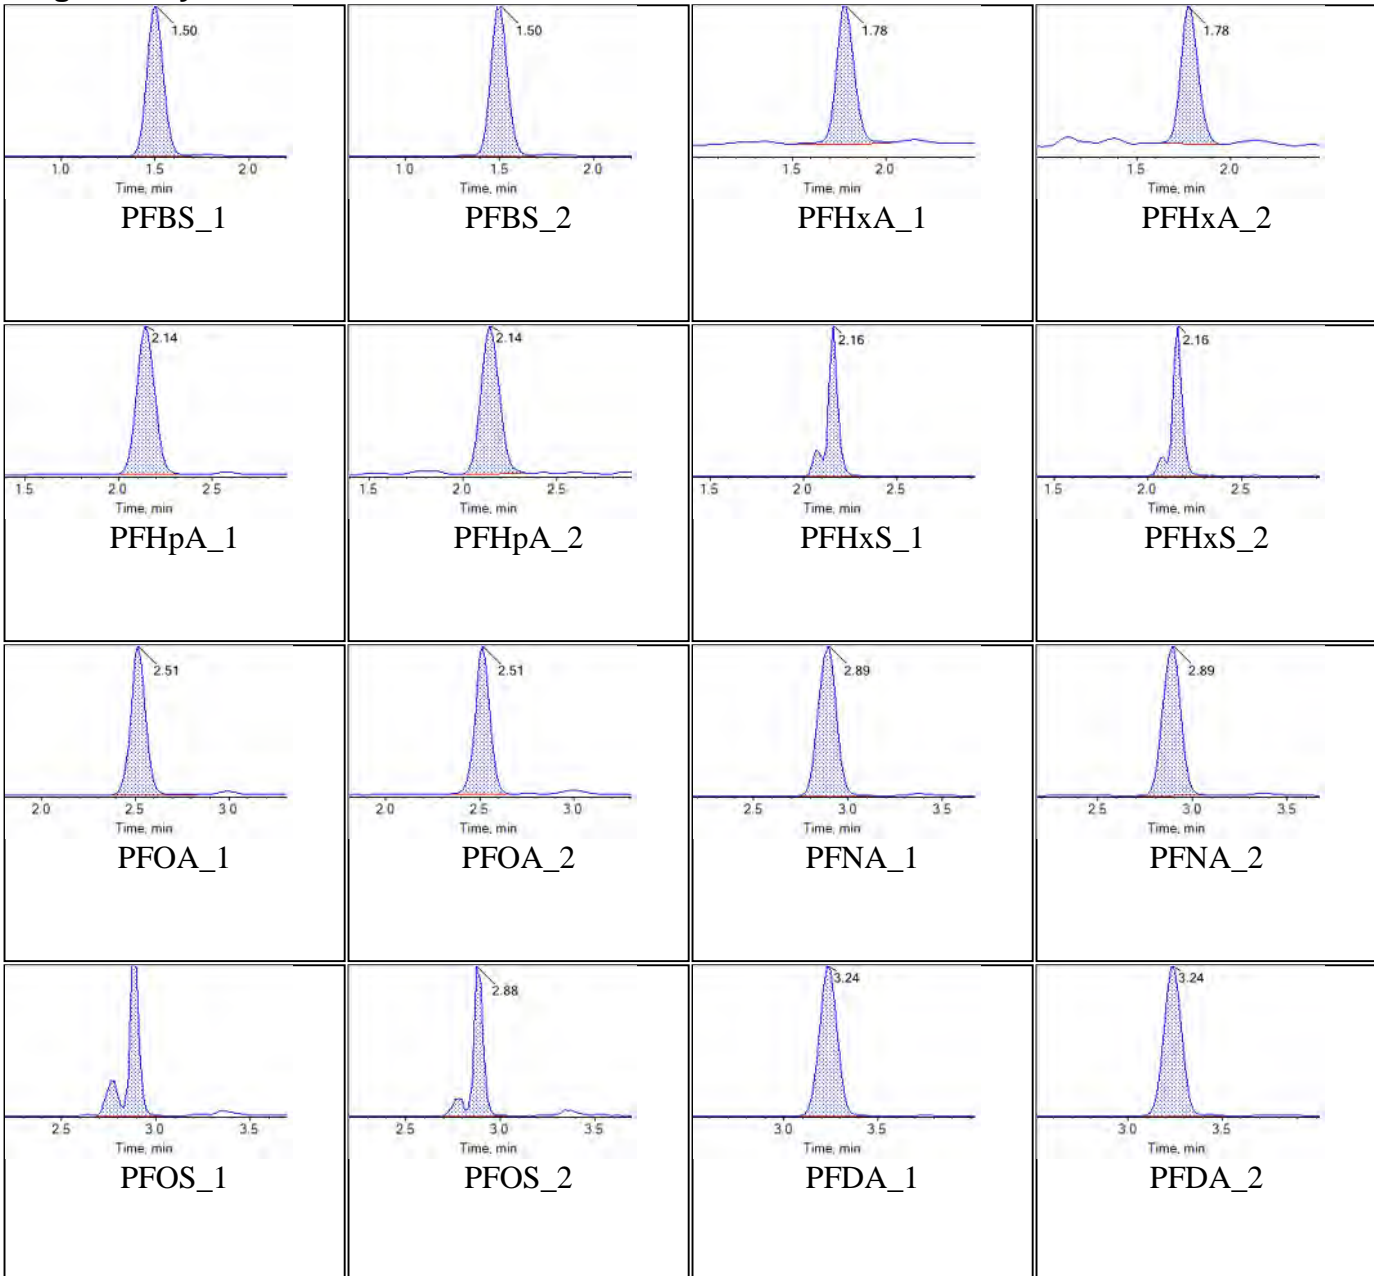 1.50 1.50 1.78 1.78
1.0 1.5 2.0 1.0 1.5 2.0 1.5 2.0 1.5 2.0
Time, min Time, min Time, min Time, min
PFBS_1 PFBS_2 PFHxA_1 PFHxA_2
2.14 2.14 2.16 2.16
1.5 2.0 2.5 1.5 2.0 2.5 1.5 2.0 2.5 1.5 2.0 2.5
Time, min Time, min Time, min Time, min
PFHpA_1 PFHpA_2 PFHxS_1 PFHxS_2
2.51 2.51 2.89 2.89
2.0 2.5 3.0 2.0 2.5 3.0 2.5 3.0 3.5 2.5 3.0 3.5
Time, min Time, min Time, min Time, min
PFOA_1 PFOA_2 PFNA_1 PFNA_2
2.88 3.24 3.24
2.5 3.0 3.5 2.5 3.0 3.5 3.0 3.5 3.0 3.5
Time, min Time, min Time, min Time, min
PFOS_1 PFOS_2 PFDA_1 PFDA_2